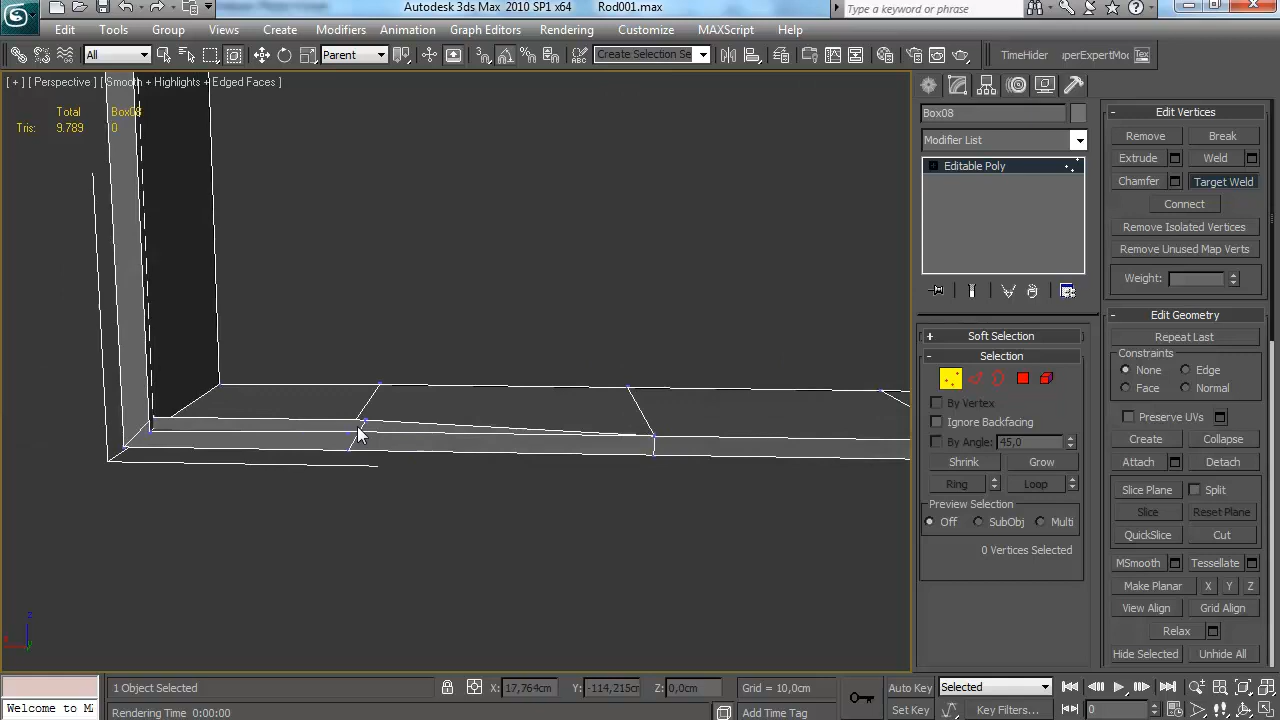 Autodesk 3ds Max 2010 SP1 x64 Rod001.max
Type a keyword or phrase
Edit Tools Group Views Create Modifiers Animation Graph Editors Rendering Customize MAXScript Help
All Parent Create Selection Se TimeHider perExpertMo Tex
[ + ] [ Perspective ] [ Smooth + Highlights + Edged Faces ]
Total Box08
Tris: 9.789 0
Box08
Modifier List
Editable Poly
Soft Selection
Selection
By Vertex
Ignore Backfacing
By Angle: 45,0
Shrink Grow
Ring Loop
Preview Selection
Off SubObj Multi
0 Vertices Selected
Edit Vertices
Remove Break
Extrude Weld
Chamfer Target Weld
Connect
Remove Isolated Vertices
Remove Unused Map Verts
Weight:
Edit Geometry
Repeat Last
Constraints
None Edge
Face Normal
Preserve UVs
Create Collapse
Attach Detach
Slice Plane Split
Slice Reset Plane
QuickSlice Cut
MSmooth Tessellate
Make Planar X Y Z
View Align Grid Align
Relax
Hide Selected Unhide All
z
x
1 Object Selected X: 17,764cm Y: -114,215cm Z: 0,0cm Grid = 10,0cm Auto Key Selected
Welcome to M Rendering Time 0:00:00 Add Time Tag Set Key Key Filters... 0